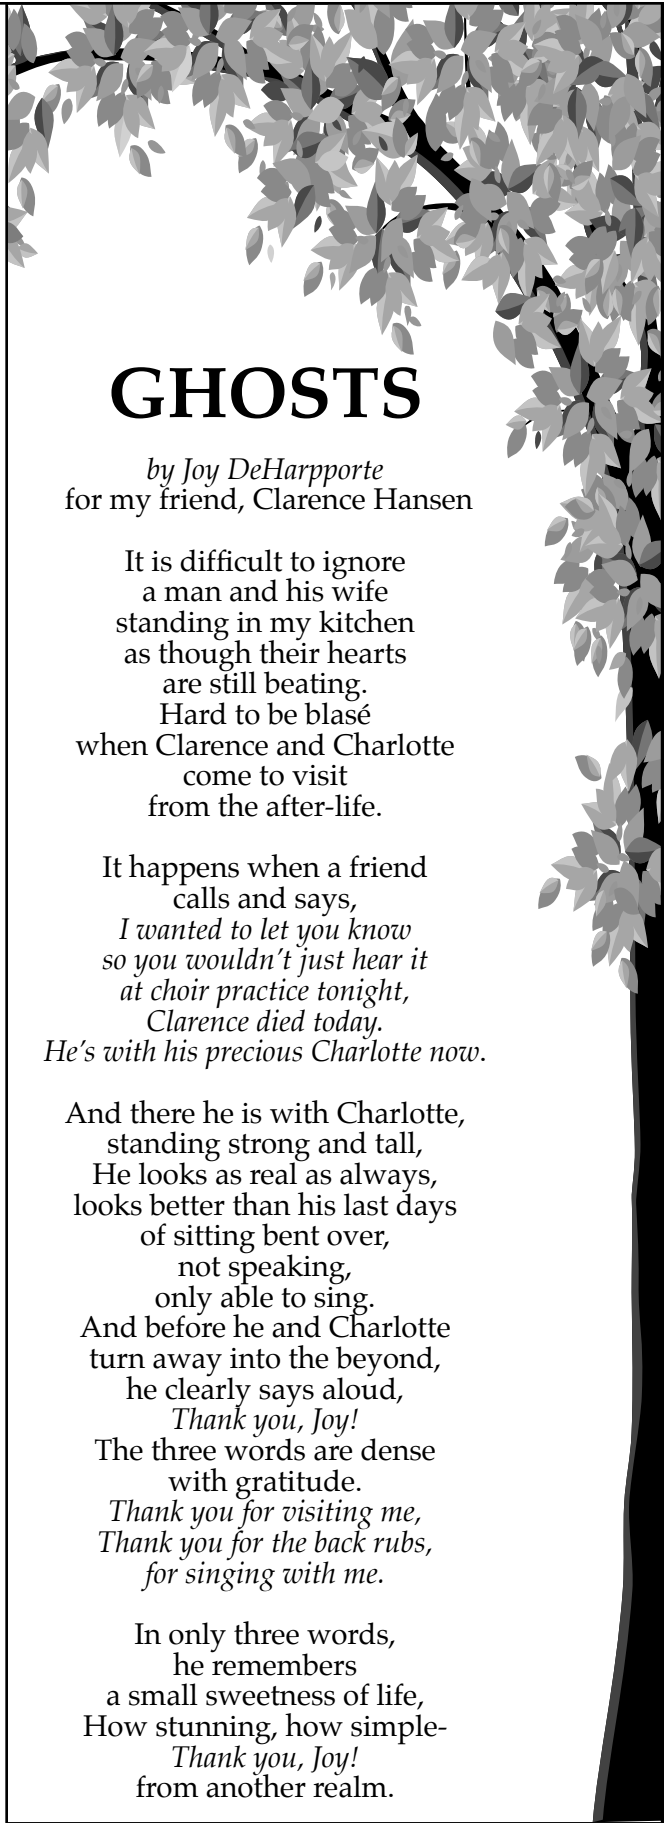 GHOSTS
by Joy DeHarpporte
for my friend, Clarence Hansen
It is difficult to ignore
a man and his wife
standing in my kitchen
as though their hearts
are still beating.
Hard to be blasé
when Clarence and Charlotte
come to visit
from the after-life.
It happens when a friend
calls and says,
I wanted to let you know
so you wouldn't just hear it
at choir practice tonight,
Clarence died today.
He's with his precious Charlotte now.
And there he is with Charlotte,
standing strong and tall,
He looks as real as always,
looks better than his last days
of sitting bent over,
not speaking,
only able to sing.
And before he and Charlotte
turn away into the beyond,
he clearly says aloud,
Thank you, Joy!
The three words are dense
with gratitude.
Thank you for visiting me,
Thank you for the back rubs,
for singing with me.
In only three words,
he remembers
a small sweetness of life,
How stunning, how simple-
Thank you, Joy!
from another realm.